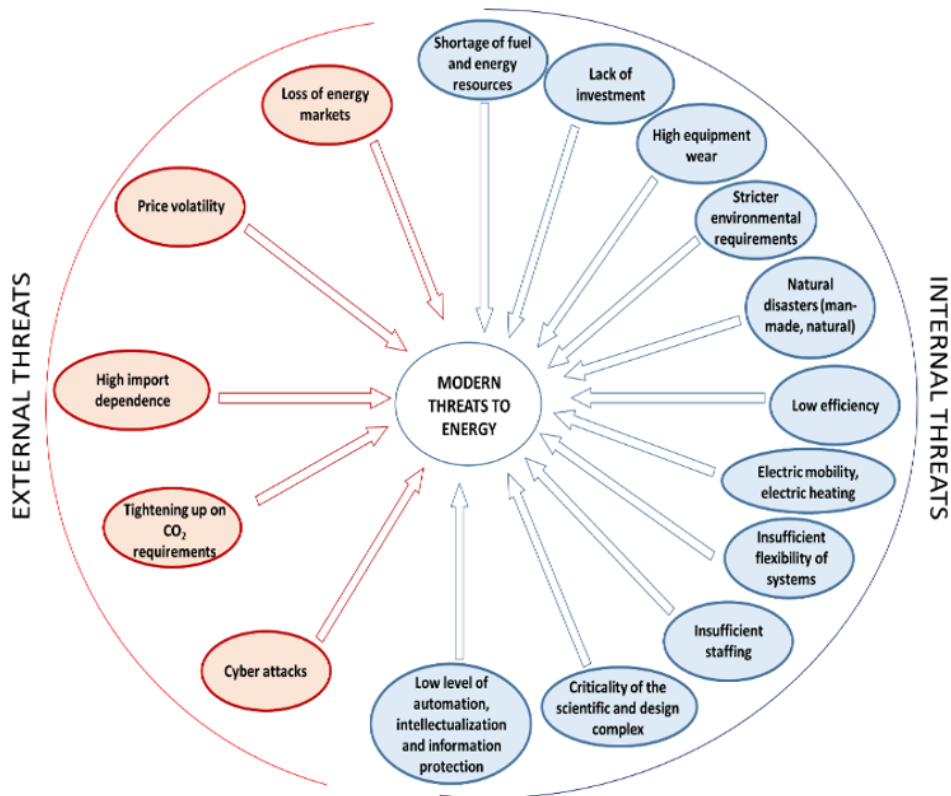 EXTERNAL THREATS
Loss of energy
markets
Price volatility
High import
dependence
Tightening up on
CO₂
requirements
Cyber attacks
MODERN
THREATS TO
ENERGY
Shortage of fuel
and energy
resources
Lack of
investment
High equipment
wear
Stricter
environmental
requirements
Natural
disasters (man-
made, natural)
Low efficiency
Electric mobility,
electric heating
Insufficient
flexibility of
systems
Insufficient
staffing
Criticality of the
scientific and design
complex
Low level of
automation,
intellectualization
and information
protection
INTERNAL THREATS